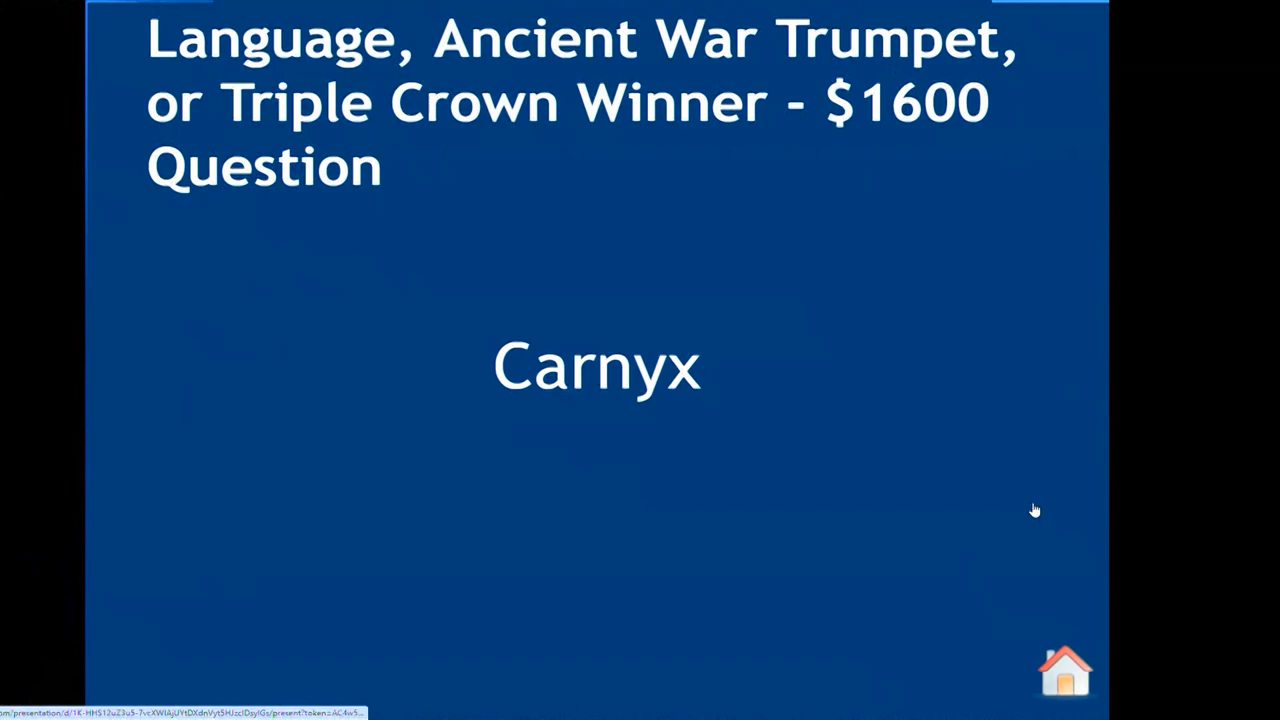 Language, Ancient War Trumpet,
or Triple Crown Winner - $1600
Question
Carnyx